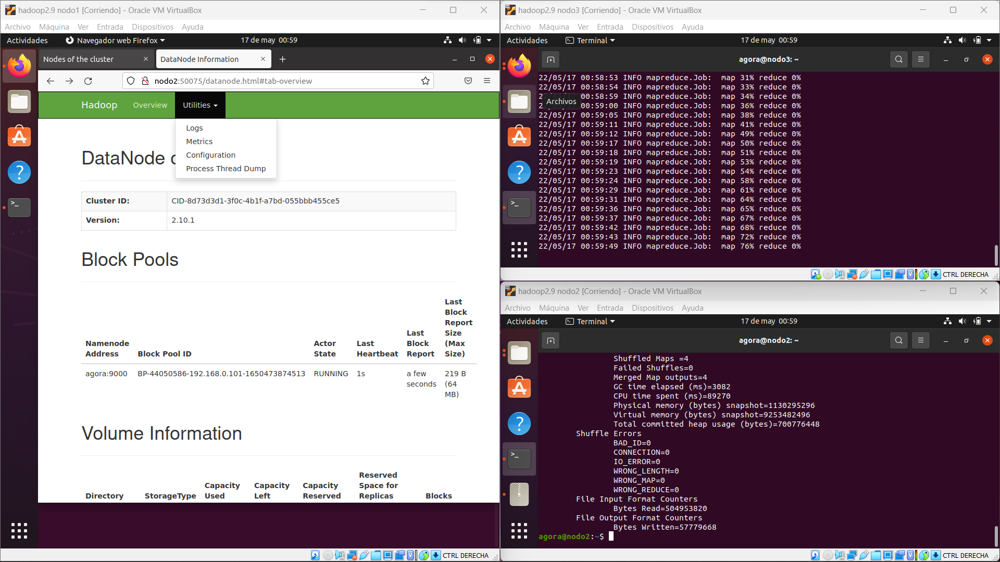 hadoop2.9 nodo1 [Corriendo] - Oracle VM VirtualBox
Archivo Máquina Ver Entrada Dispositivos Ayuda
Actividades Navegador web Firefox 17 de may 00:59
Nodes of the cluster
DataNode Information
nodo2:50075/datanode.html#tab-overview
Hadoop Overview Utilities
Logs
Metrics
Configuration
Process Thread Dump
DataNode
Cluster ID: CID-8d73d3d1-3f0c-4b1f-a7bd-055bbb455ce5
Version: 2.10.1
Block Pools
Namenode Address Block Pool ID Actor State Last Heartbeat Last Block Report Last Block Report Size (Max Size)
agora:9000 BP-44050586-192.168.0.101-1650473874513 RUNNING 1s a few seconds 219 B (64 MB)
Volume Information
Directory StorageType Capacity Used Capacity Left Capacity Reserved Reserved Space for Replicas Blocks
CTRL DERECHA
hadoop2.9 nodo3 [Corriendo] - Oracle VM VirtualBox
Archivo Máquina Ver Entrada Dispositivos Ayuda
Actividades Terminal 17 de may 00:59
agora@nodo3: ~
Archivos
22/05/17 00:58:53 INFO mapreduce.Job: map 31% reduce 0%
22/05/17 00:58:54 INFO mapreduce.Job: map 33% reduce 0%
22/05/17 00:58:59 INFO mapreduce.Job: map 34% reduce 0%
00:59:00 INFO mapreduce.Job: map 36% reduce 0%
22/05/17 00:59:05 INFO mapreduce.Job: map 38% reduce 0%
22/05/17 00:59:11 INFO mapreduce.Job: map 41% reduce 0%
22/05/17 00:59:12 INFO mapreduce.Job: map 49% reduce 0%
22/05/17 00:59:17 INFO mapreduce.Job: map 50% reduce 0%
22/05/17 00:59:18 INFO mapreduce.Job: map 51% reduce 0%
22/05/17 00:59:19 INFO mapreduce.Job: map 53% reduce 0%
22/05/17 00:59:23 INFO mapreduce.Job: map 54% reduce 0%
22/05/17 00:59:24 INFO mapreduce.Job: map 58% reduce 0%
22/05/17 00:59:29 INFO mapreduce.Job: map 61% reduce 0%
22/05/17 00:59:31 INFO mapreduce.Job: map 64% reduce 0%
22/05/17 00:59:36 INFO mapreduce.Job: map 65% reduce 0%
22/05/17 00:59:37 INFO mapreduce.Job: map 67% reduce 0%
22/05/17 00:59:42 INFO mapreduce.Job: map 68% reduce 0%
22/05/17 00:59:43 INFO mapreduce.Job: map 72% reduce 0%
22/05/17 00:59:49 INFO mapreduce.Job: map 76% reduce 0%
CTRL DERECHA
hadoop2.9 nodo2 [Corriendo] - Oracle VM VirtualBox
Archivo Máquina Ver Entrada Dispositivos Ayuda
Actividades Terminal 17 de may 00:59
agora@nodo2: ~
Shuffled Maps =4
Failed Shuffles=0
Merged Map outputs=4
GC time elapsed (ms)=3082
CPU time spent (ms)=89270
Physical memory (bytes) snapshot=1130295296
Virtual memory (bytes) snapshot=9253482496
Total committed heap usage (bytes)=700776448
Shuffle Errors
BAD_ID=0
CONNECTION=0
IO_ERROR=0
WRONG_LENGTH=0
WRONG_MAP=0
WRONG_REDUCE=0
File Input Format Counters
Bytes Read=504953820
File Output Format Counters
Bytes Written=57779668
agora@nodo2:~$
CTRL DERECHA